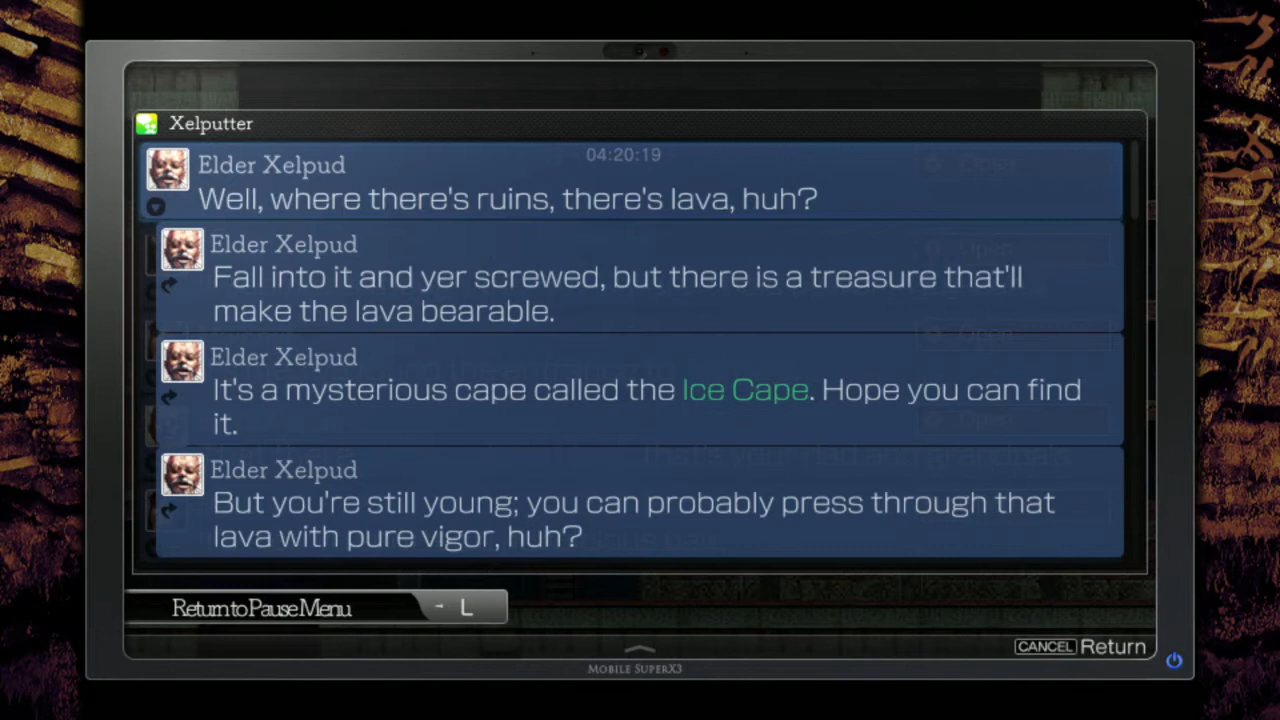 Xelputter
04:20:19
Elder Xelpud
Well, where there's ruins, there's lava, huh?
Elder Xelpud
Fall into it and yer screwed, but there is a treasure that'll
make the lava bearable.
Elder Xelpud
It's a mysterious cape called the Ice Cape. Hope you can find
it.
Elder Xelpud
But you're still young; you can probably press through that
lava with pure vigor, huh?
Return to Pause Menu
L
CANCEL Return
MOBILE SUPERX3